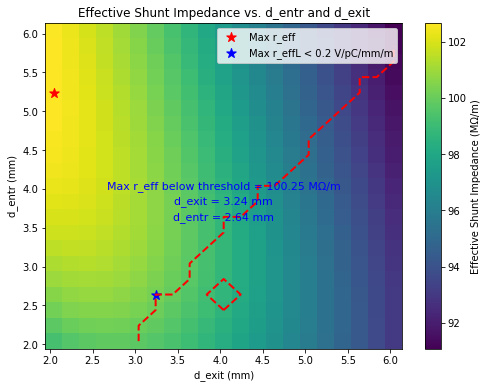 Effective Shunt Impedance vs. d_entr and d_exit
Max r_eff
Max r_effL < 0.2 V/pC/mm/m
Max r_eff below threshold = 100.25 MΩ/m
d_exit = 3.24 mm
d_entr = 2.64 mm
d_entr (mm)
6.0
5.5
5.0
4.5
4.0
3.5
3.0
2.5
2.0
2.0 2.5 3.0 3.5 4.0 4.5 5.0 5.5 6.0
d_exit (mm)
102
100
98
96
94
92
Effective Shunt Impedance (MΩ/m)